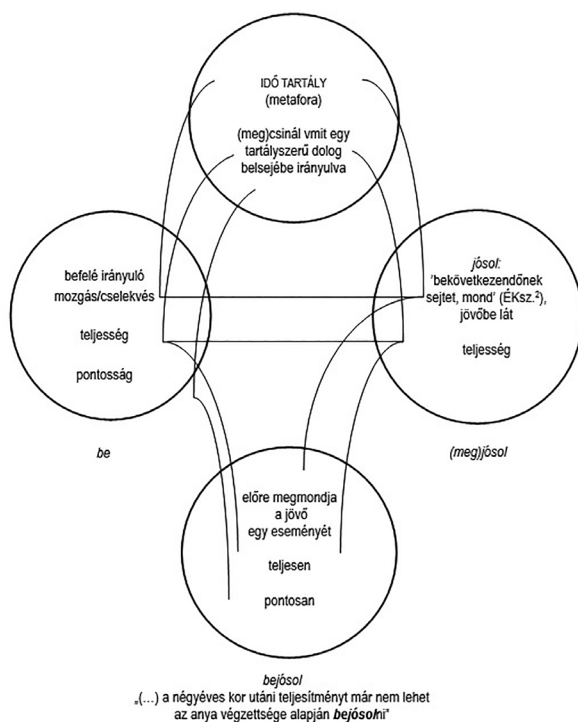 IDŐ TARTÁLY
(metafora)
(meg)csinál vmit egy
tartályszerű dolog
belsejébe irányulva
befelé irányuló
mozgás/cselekvés
teljesség
pontosság
be
jósol:
'bekövetkezendőnek
sejtet, mond' (ÉKsz.²),
jövőbe lát
teljesség
(meg)jósol
előre megmondja
a jövő
egy eseményét
teljesen
pontosan
bejósol
„(…) a négyéves kor utáni teljesítményt már nem lehet
az anya végzettsége alapján bejósolni”